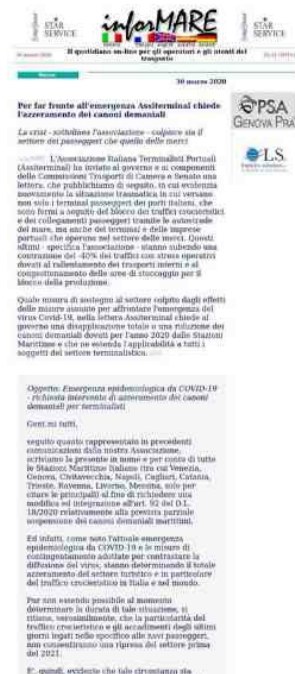 STAR
SERVICE
inforMARE
STAR
SERVICE
30 marzo 2020
Il quotidiano on-line per gli operatori e gli utenti del
trasporto
30 marzo 2020
Per far fronte all'emergenza Assiterminal chiede
l'azzeramento dei canoni demaniali
PSA
GENOVA PRA'
La crisi - sottolinea l'associazione - colpisce sia il
settore dei passeggeri che quello delle merci
LS
L'Associazione Italiana Terminalisti Portuali
(Assiterminal) ha inviato al governo e ai componenti
delle Commissioni Trasporti di Camera e Senato una
lettera, che pubblichiamo di seguito, in cui evidenzia
nuovamente la situazione traumatica in cui versano
non solo i terminal passeggeri dei porti italiani, che
sono fermi a seguito del blocco dei traffici crocieristici
e dei collegamenti passeggeri tramite le autostrade
del mare, ma anche dei terminal e delle imprese
portuali che operano nel settore delle merci. Questi
ultimi - specifica l'associazione - stanno subendo una
contrazione del -40% dei traffici con stress operativi
dovuti al rallentamento dei trasporti interni e al
congestionamento delle aree di stoccaggio per il
blocco della produzione.
Quale misura di sostegno al settore colpito dagli effetti
delle misure assunte per affrontare l'emergenza del
virus Covid-19, nella lettera Assiterminal chiede al
governo una disapplicazione totale o una riduzione dei
canoni demaniali dovuti per l'anno 2020 dalle Stazioni
Marittime e che ne estenda l'applicabilità a tutti i
soggetti del settore terminalistico.
Oggetto: Emergenza epidemiologica da COVID-19
- richiesta intervento di azzeramento dei canoni
demaniali per terminalisti
Gent.mi tutti,
seguito quanto rappresentato in precedenti
comunicazioni dalla nostra Associazione,
scriviamo la presente in nome e per conto di tutte
le Stazioni Marittime Italiane (tra cui Venezia,
Genova, Civitavecchia, Napoli, Cagliari, Catania,
Trieste, Ravenna, Livorno, Messina, solo per
citare le principali) al fine di richiedere una
modifica ed integrazione all'art. 92 del D.L.
18/2020 relativamente alla prevista parziale
sospensione dei canoni demaniali marittimi.
Ed infatti, come noto l'attuale emergenza
epidemiologica da COVID-19 e le misure di
contingentamento adottate per contrastare la
diffusione del virus, stanno determinando il totale
azzeramento del settore turistico e in particolare
del traffico crocieristico in Italia e nel mondo.
Pur non essendo possibile al momento
determinare la durata di tale situazione, si
ritiene, verosimilmente, che la particolarità del
traffico crocieristico e gli accadimenti degli ultimi
giorni legati nello specifico alle navi passeggeri,
non consentiranno una ripresa del settore prima
del 2021.
E', quindi, evidente che tale circostanza sia